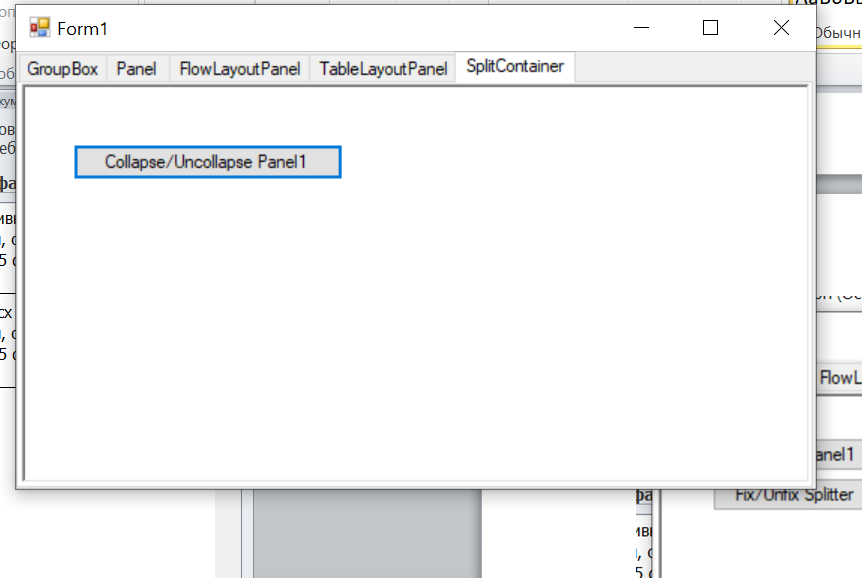 Form1
GroupBox Panel FlowLayoutPanel TableLayoutPanel SplitContainer
Collapse/Uncollapse Panel1
Обычн
FlowL
anel1
Fix/Unfix Splitter